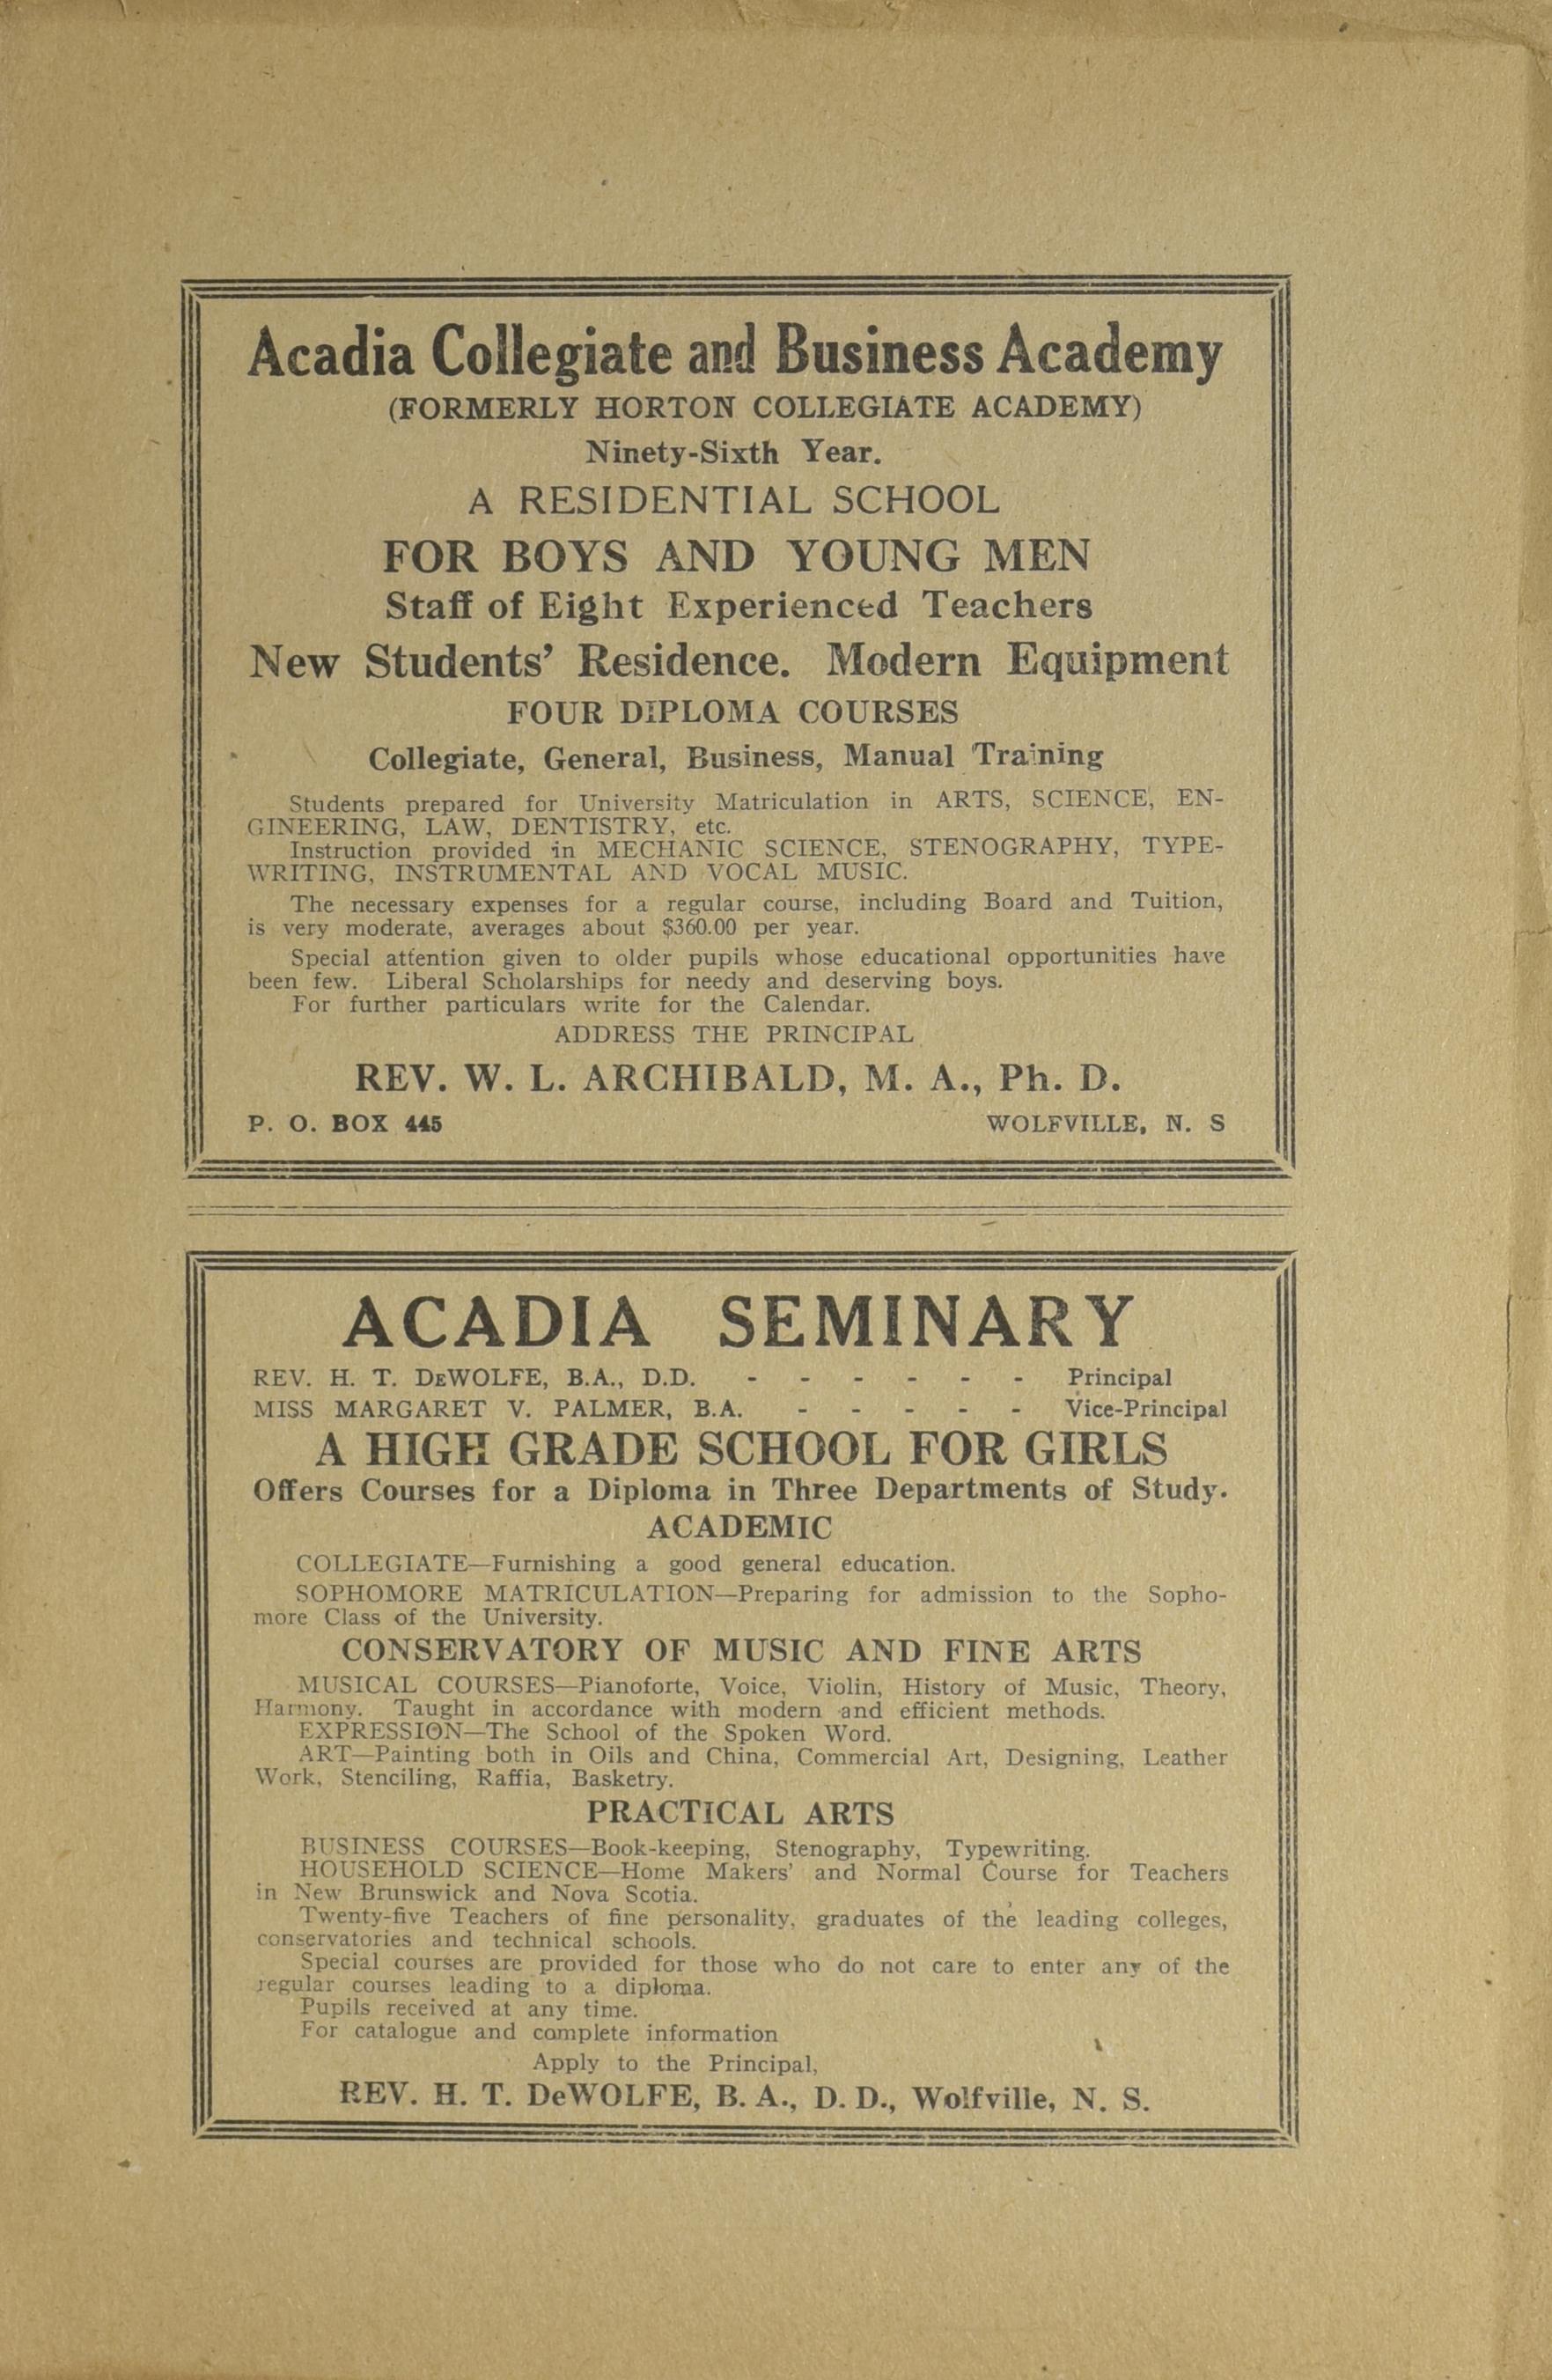 Acadia Collegiate and Business Academy
(FORMERLY HORTON COLLEGIATE ACADEMY)
Ninety-Sixth Year.
A RESIDENTIAL SCHOOL
FOR BOYS AND YOUNG MEN
Staff of Eight Experienced Teachers
New Students' Residence. Modern Equipment
FOUR DIPLOMA COURSES
Collegiate, General, Business, Manual Training
Students prepared for University Matriculation in ARTS, SCIENCE, EN-
GINEERING, LAW, DENTISTRY, etc.
Instruction provided in MECHANIC SCIENCE, STENOGRAPHY, TYPE-
WRITING, INSTRUMENTAL AND VOCAL MUSIC.
The necessary expenses for a regular course, including Board and Tuition,
is very moderate, averages about $360.00 per year.
Special attention given to older pupils whose educational opportunities have
been few. Liberal Scholarships for needy and deserving boys.
For further particulars write for the Calendar.
ADDRESS THE PRINCIPAL
REV. W. L. ARCHIBALD, M. A., Ph. D.
P. O. BOX 445 WOLFVILLE, N. S
ACADIA SEMINARY
REV. H. T. DEWOLFE, B.A., D.D. - - - - - - Principal
MISS MARGARET V. PALMER, B.A. - - - - - Vice-Principal
A HIGH GRADE SCHOOL FOR GIRLS
Offers Courses for a Diploma in Three Departments of Study.
ACADEMIC
COLLEGIATE—Furnishing a good general education.
SOPHOMORE MATRICULATION—Preparing for admission to the Sopho-
more Class of the University.
CONSERVATORY OF MUSIC AND FINE ARTS
MUSICAL COURSES—Pianoforte, Voice, Violin, History of Music, Theory,
Harmony. Taught in accordance with modern and efficient methods.
EXPRESSION—The School of the Spoken Word.
ART—Painting both in Oils and China, Commercial Art, Designing, Leather
Work, Stenciling, Raffia, Basketry.
PRACTICAL ARTS
BUSINESS COURSES—Book-keeping, Stenography, Typewriting.
HOUSEHOLD SCIENCE—Home Makers' and Normal Course for Teachers
in New Brunswick and Nova Scotia.
Twenty-five Teachers of fine personality, graduates of the leading colleges,
conservatories and technical schools.
Special courses are provided for those who do not care to enter any of the
regular courses leading to a diploma.
Pupils received at any time.
For catalogue and complete information
Apply to the Principal,
REV. H. T. DeWOLFE, B. A., D. D., Wolfville, N. S.